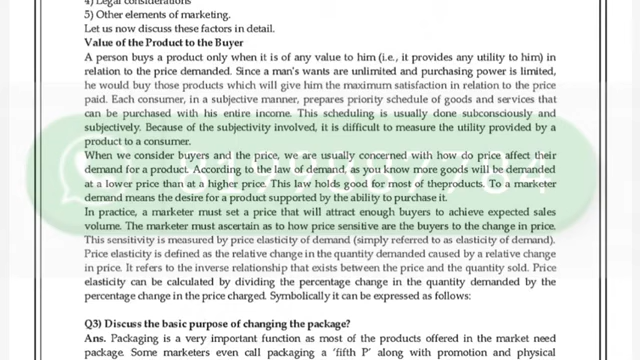 4) Legal considerations
5) Other elements of marketing.
Let us now discuss these factors in detail.
Value of the Product to the Buyer
A person buys a product only when it is of any value to him (i.e., it provides any utility to him) in
relation to the price demanded. Since a man's wants are unlimited and purchasing power is limited,
he would buy those products which will give him the maximum satisfaction in relation to the price
paid. Each consumer, in a subjective manner, prepares priority schedule of goods and services that
can be purchased with his entire income. This scheduling is usually done subconsciously and
subjectively. Because of the subjectivity involved, it is difficult to measure the utility provided by a
product to a consumer.
When we consider buyers and the price, we are usually concerned with how do price affect their
demand for a product. According to the law of demand, as you know more goods will be demanded
at a lower price than at a higher price. This law holds good for most of theproducts. To a marketer
demand means the desire for a product supported by the ability to purchase it.
In practice, a marketer must set a price that will attract enough buyers to achieve expected sales
volume. The marketer must ascertain as to how price sensitive are the buyers to the change in price.
This sensitivity is measured by price elasticity of demand (simply referred to as elasticity of demand).
Price elasticity is defined as the relative change in the quantity demanded caused by a relative change
in price. It refers to the inverse relationship that exists between the price and the quantity sold. Price
elasticity can be calculated by dividing the percentage change in the quantity demanded by the
percentage change in the price charged. Symbolically it can be expressed as follows:
Q3) Discuss the basic purpose of changing the package?
Ans. Packaging is a very important function as most of the products offered in the market need
package. Some marketers even call packaging a 'fifth P' along with promotion and physical